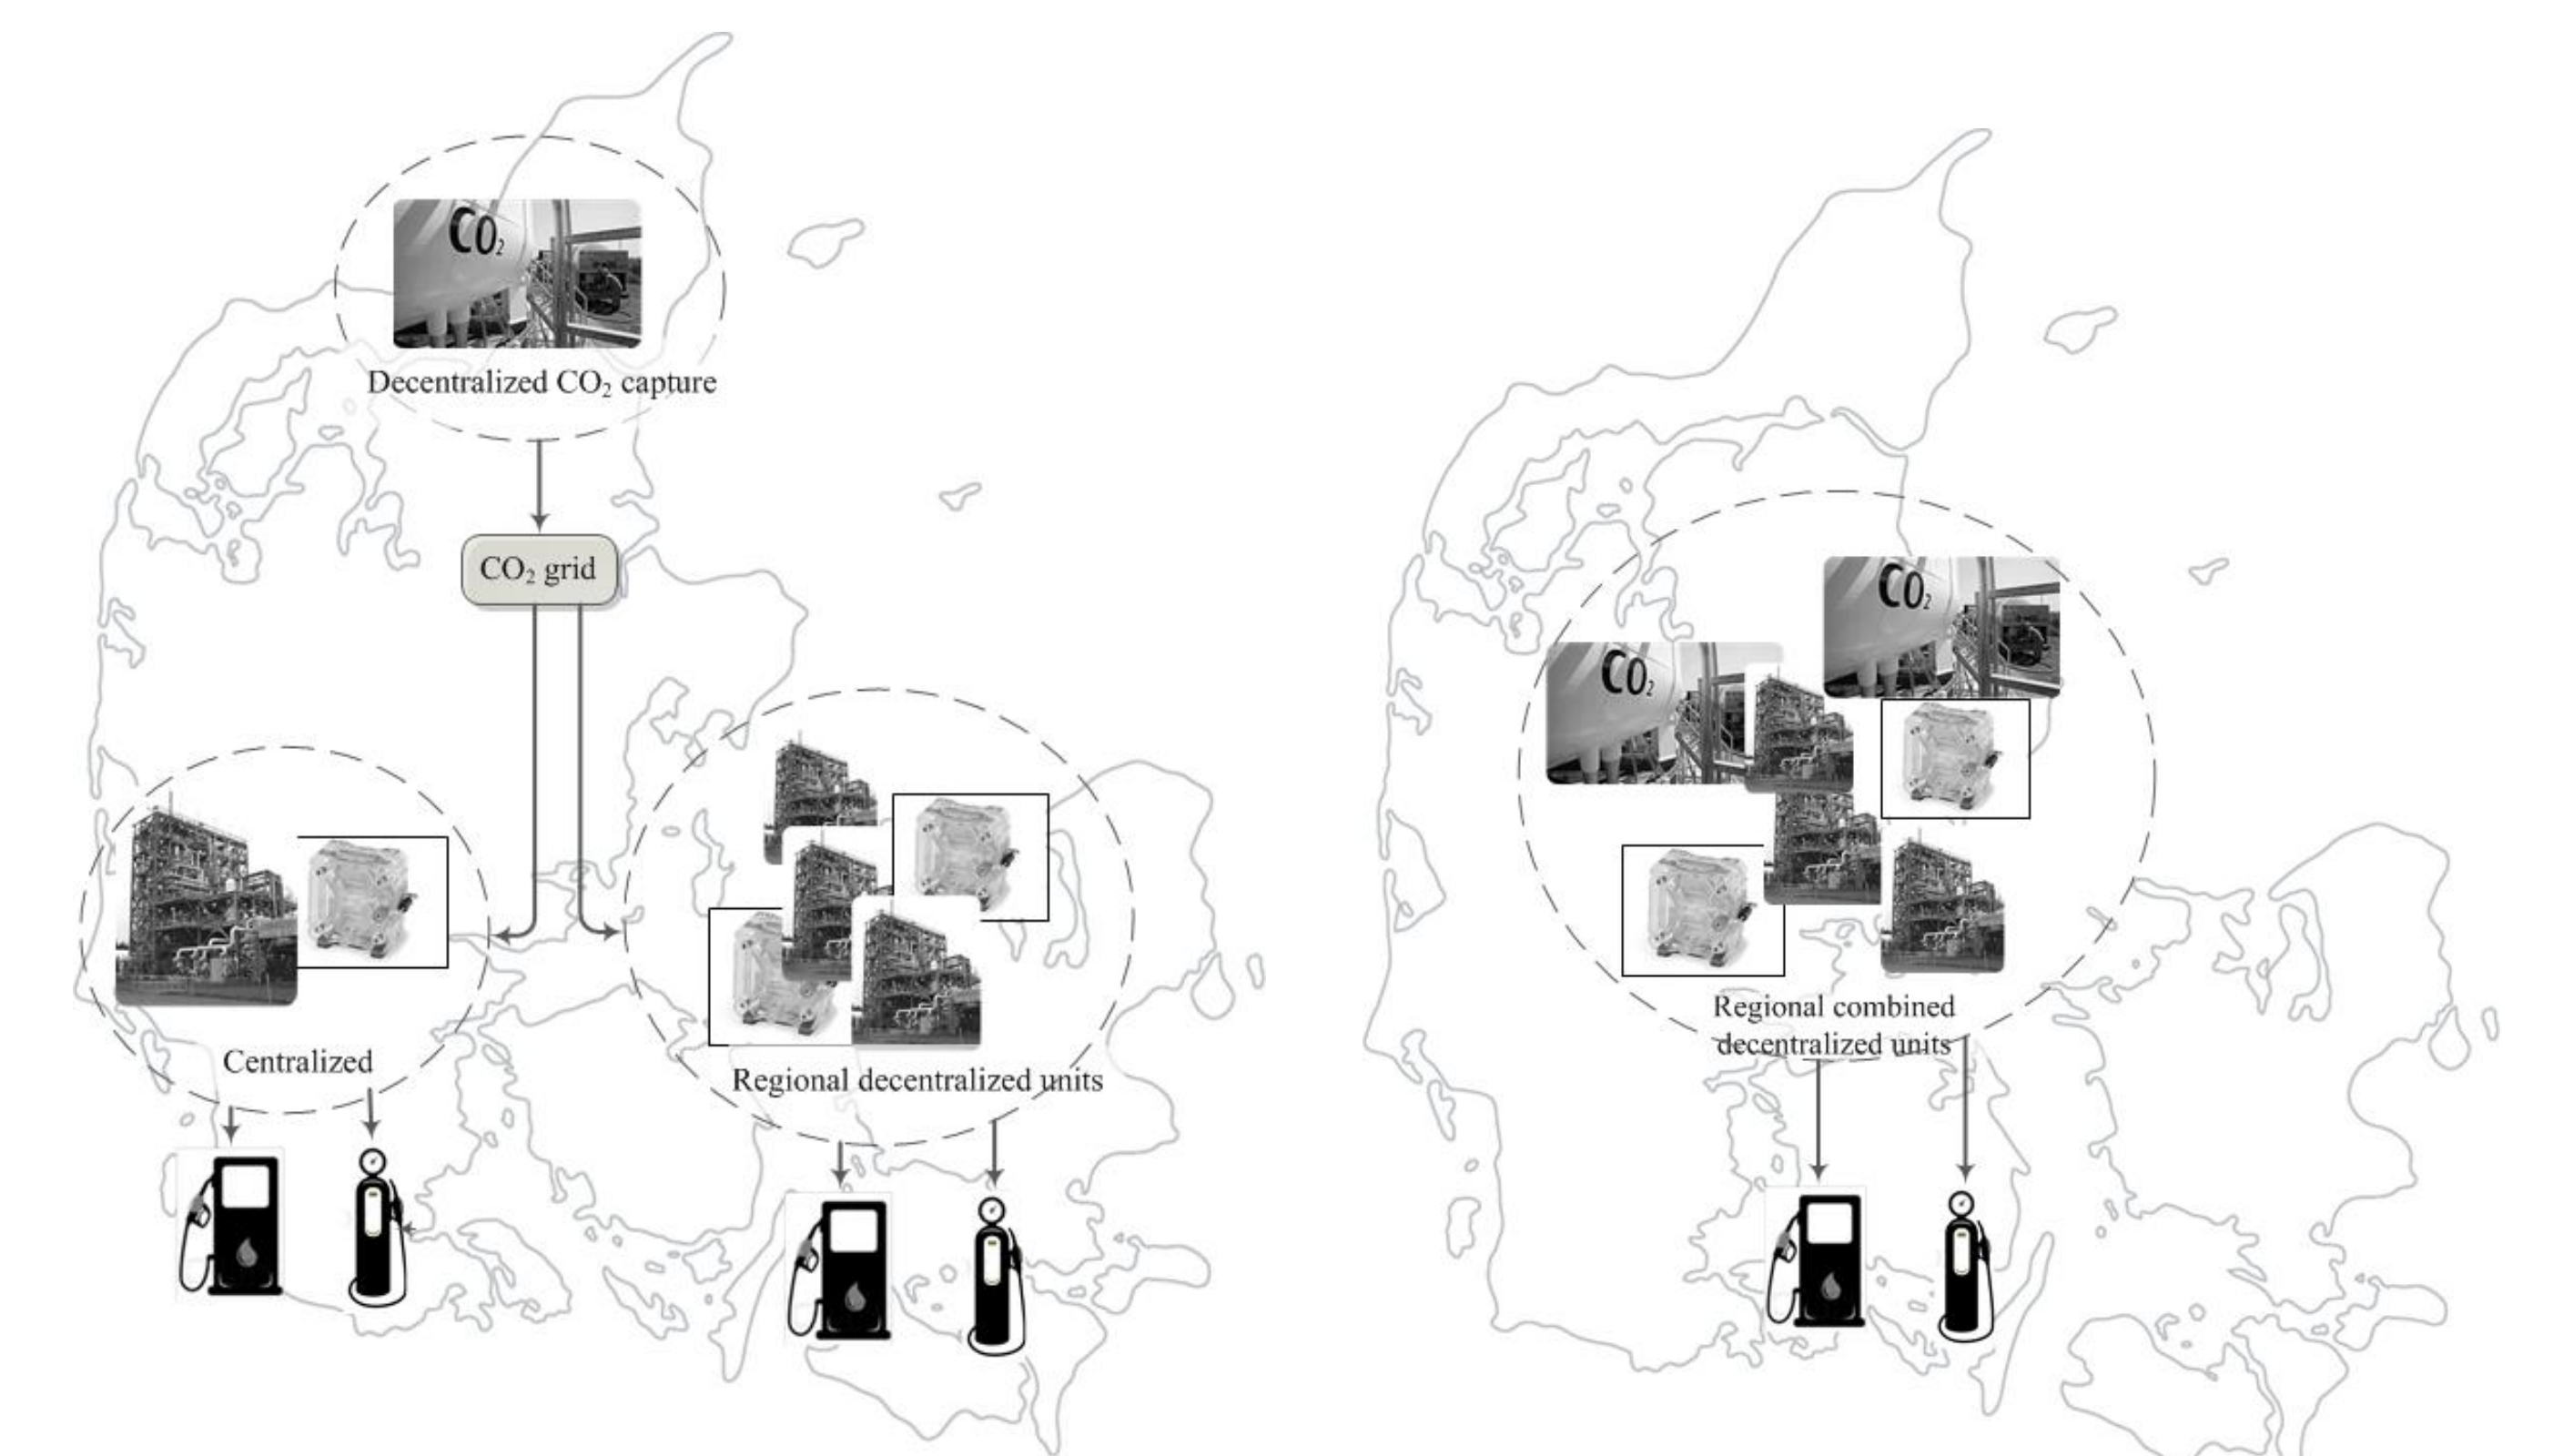 CO₂
Decentralized CO₂ capture
CO₂ grid
Centralized
Regional decentralized units
CO₂
CO₂
Regional combined
decentralized units